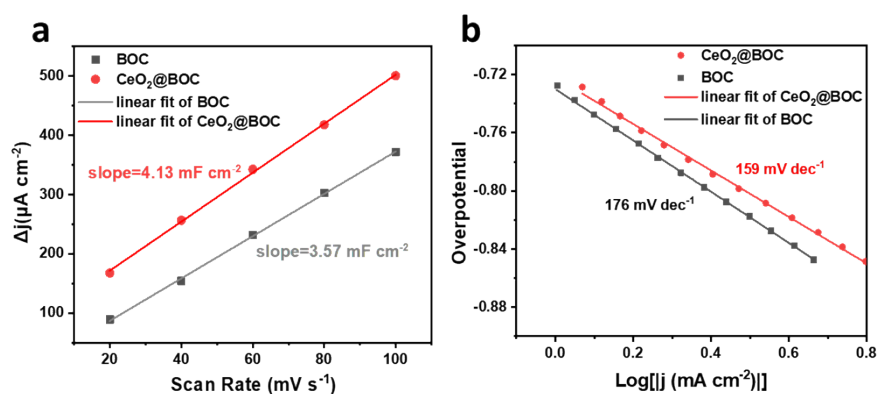 a
BOC
CeO₂@BOC
linear fit of BOC
linear fit of CeO₂@BOC
slope=4.13 mF cm⁻²
slope=3.57 mF cm⁻²
500
400
300
200
100
Δj(μA cm⁻²)
20 40 60 80 100
Scan Rate (mV s⁻¹)
b
CeO₂@BOC
BOC
linear fit of CeO₂@BOC
linear fit of BOC
159 mV dec⁻¹
176 mV dec⁻¹
-0.72
-0.76
-0.80
-0.84
-0.88
Overpotential
0.0 0.2 0.4 0.6 0.8
Log[|j (mA cm⁻²)|]